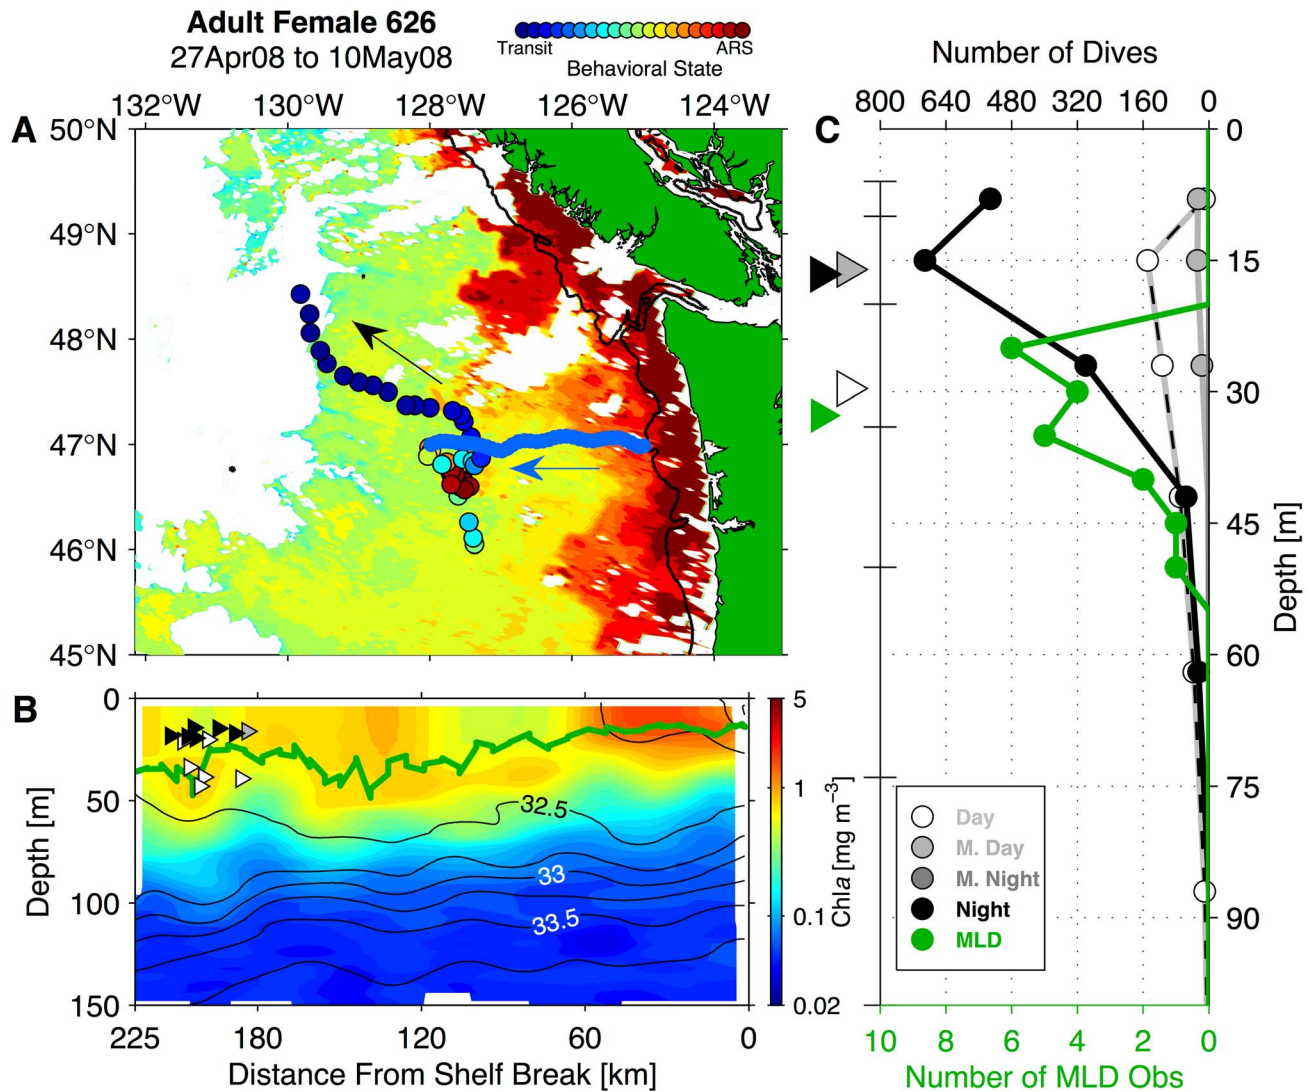 Adult Female 626
27Apr08 to 10May08
Transit
ARS
Behavioral State
132°W
130°W
128°W
126°W
124°W
A
50°N
49°N
48°N
47°N
46°N
45°N
B
0
50
100
150
Depth [m]
32.5
33
33.5
225
180
120
60
0
Distance From Shelf Break [km]
5
1
0.1
0.02
Chla [mg m⁻³]
Number of Dives
800 640 480 320 160 0
C
0
15
30
45
60
75
90
Depth [m]
Day
M. Day
M. Night
Night
MLD
10 8 6 4 2 0
Number of MLD Obs